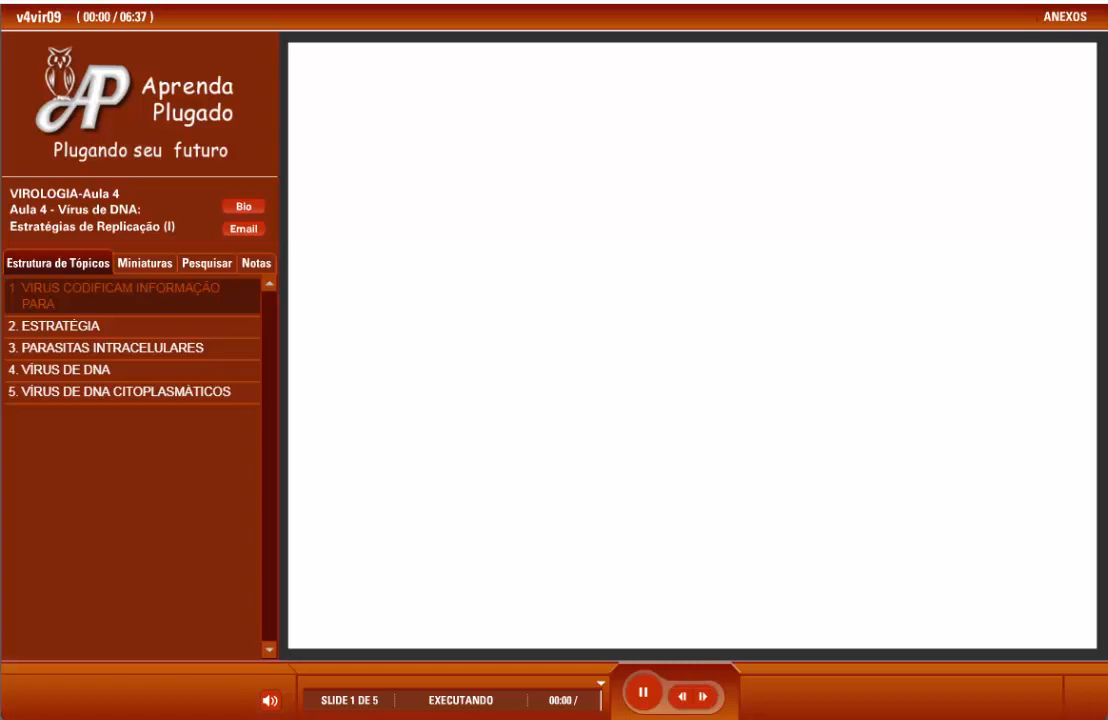 v4vir09 ( 00:00 / 06:37 )
ANEXOS
AP Aprenda
Plugado
Plugando seu futuro
VIROLOGIA-Aula 4
Aula 4 - Vírus de DNA:
Estratégias de Replicação (I)
Bio
Email
Estrutura de Tópicos Miniaturas Pesquisar Notas
1. VÍRUS CODIFICAM INFORMAÇÃO
PARA
2. ESTRATÉGIA
3. PARASITAS INTRACELULARES
4. VÍRUS DE DNA
5. VÍRUS DE DNA CITOPLASMÁTICOS
SLIDE 1 DE 5 EXECUTANDO 00:00 /